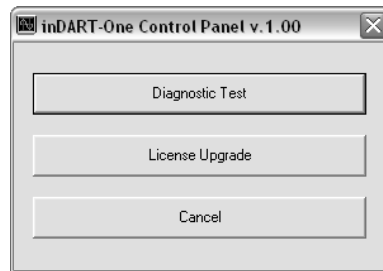 inDART-One Control Panel v.1.00
Diagnostic Test
License Upgrade
Cancel